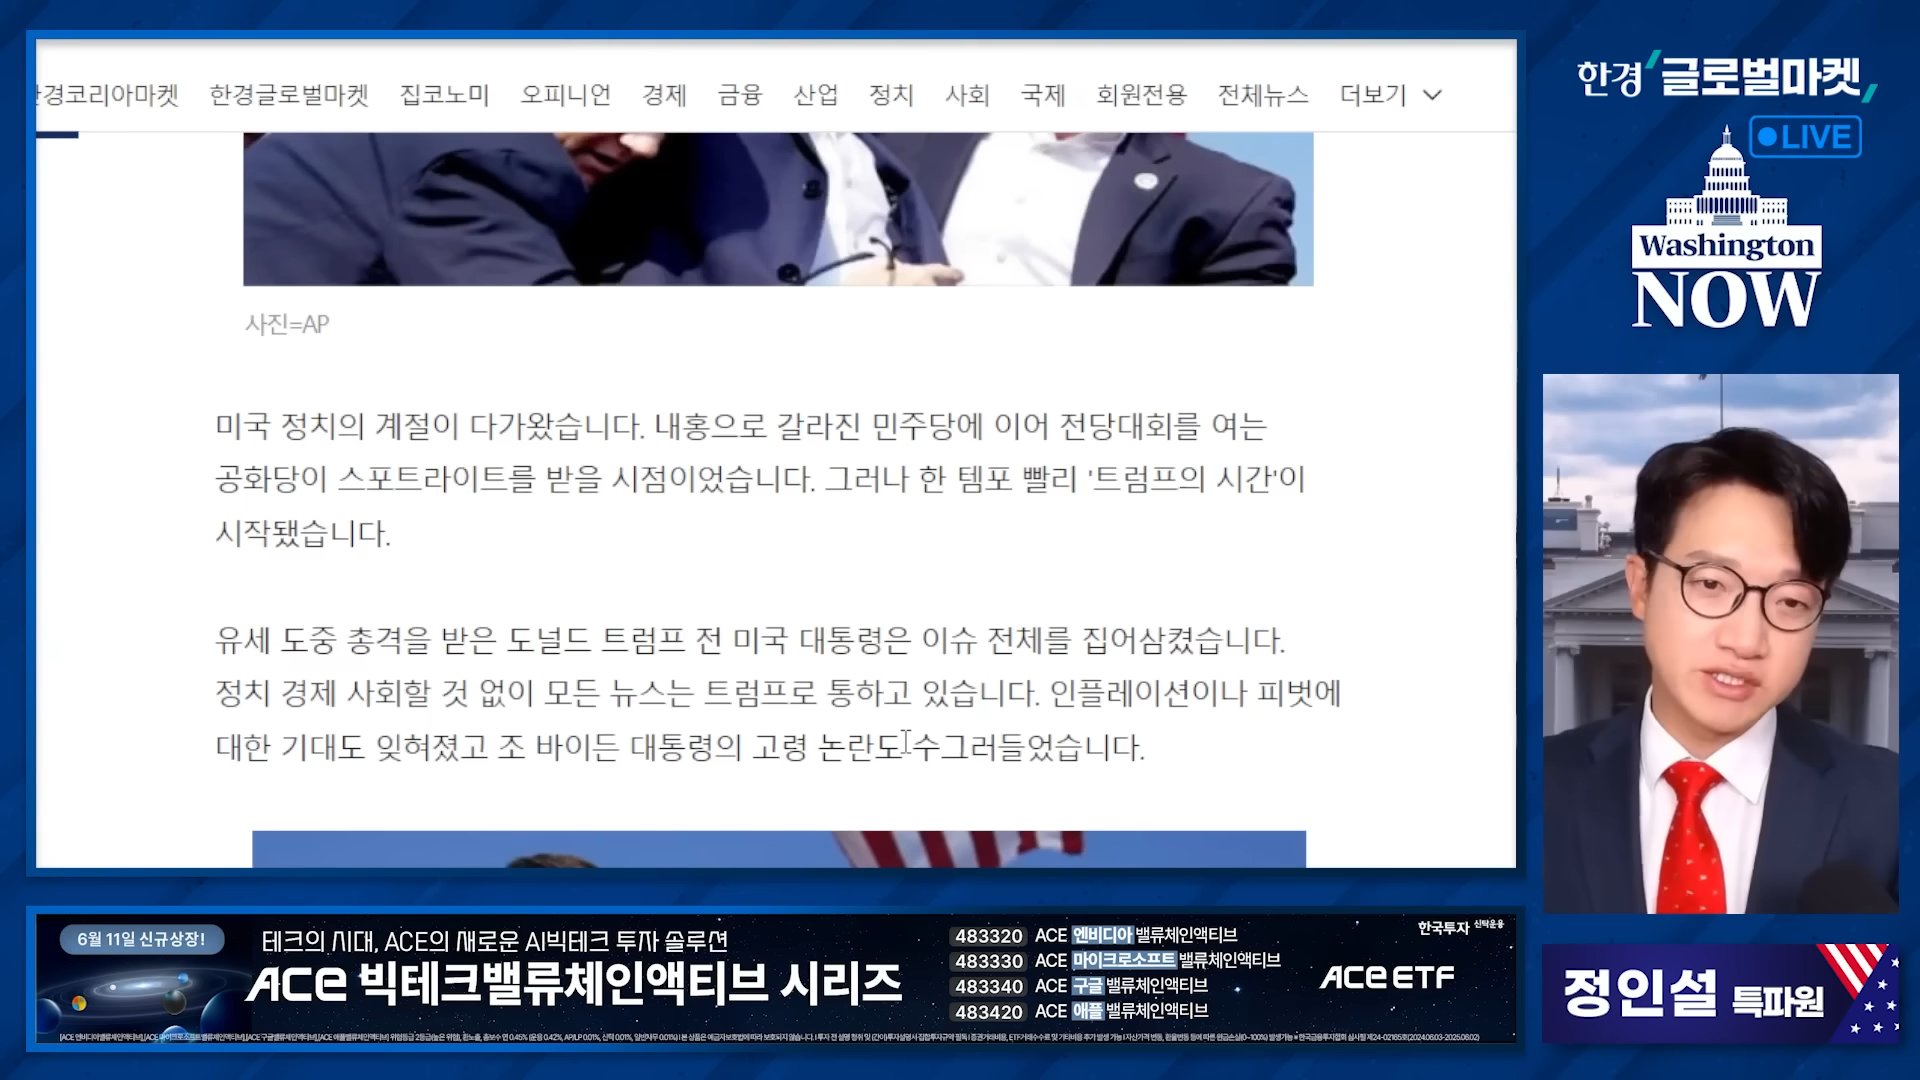 한경코리아마켓 한경글로벌마켓 집코노미 오피니언 경제 금융 산업 정치 사회 국제 회원전용 전체뉴스 더보기
사진=AP
미국 정치의 계절이 다가왔습니다. 내홍으로 갈라진 민주당에 이어 전당대회를 여는
공화당이 스포트라이트를 받을 시점이었습니다. 그러나 한 템포 빨리 '트럼프의 시간'이
시작됐습니다.
유세 도중 총격을 받은 도널드 트럼프 전 미국 대통령은 이슈 전체를 집어삼켰습니다.
정치 경제 사회할 것 없이 모든 뉴스는 트럼프로 통하고 있습니다. 인플레이션이나 피벗에
대한 기대도 잊혀졌고 조 바이든 대통령의 고령 논란도 수그러들었습니다.
한경 글로벌마켓
LIVE
Washington
NOW
정인설 특파원
6월 11일 신규상장!
테크의 시대, ACE의 새로운 AI빅테크 투자 솔루션
ACE 빅테크밸류체인액티브 시리즈
483320 ACE 엔비디아 밸류체인액티브
483330 ACE 마이크로소프트 밸류체인액티브
483340 ACE 구글 밸류체인액티브
483420 ACE 애플 밸류체인액티브
한국투자 신탁운용
ACE ETF